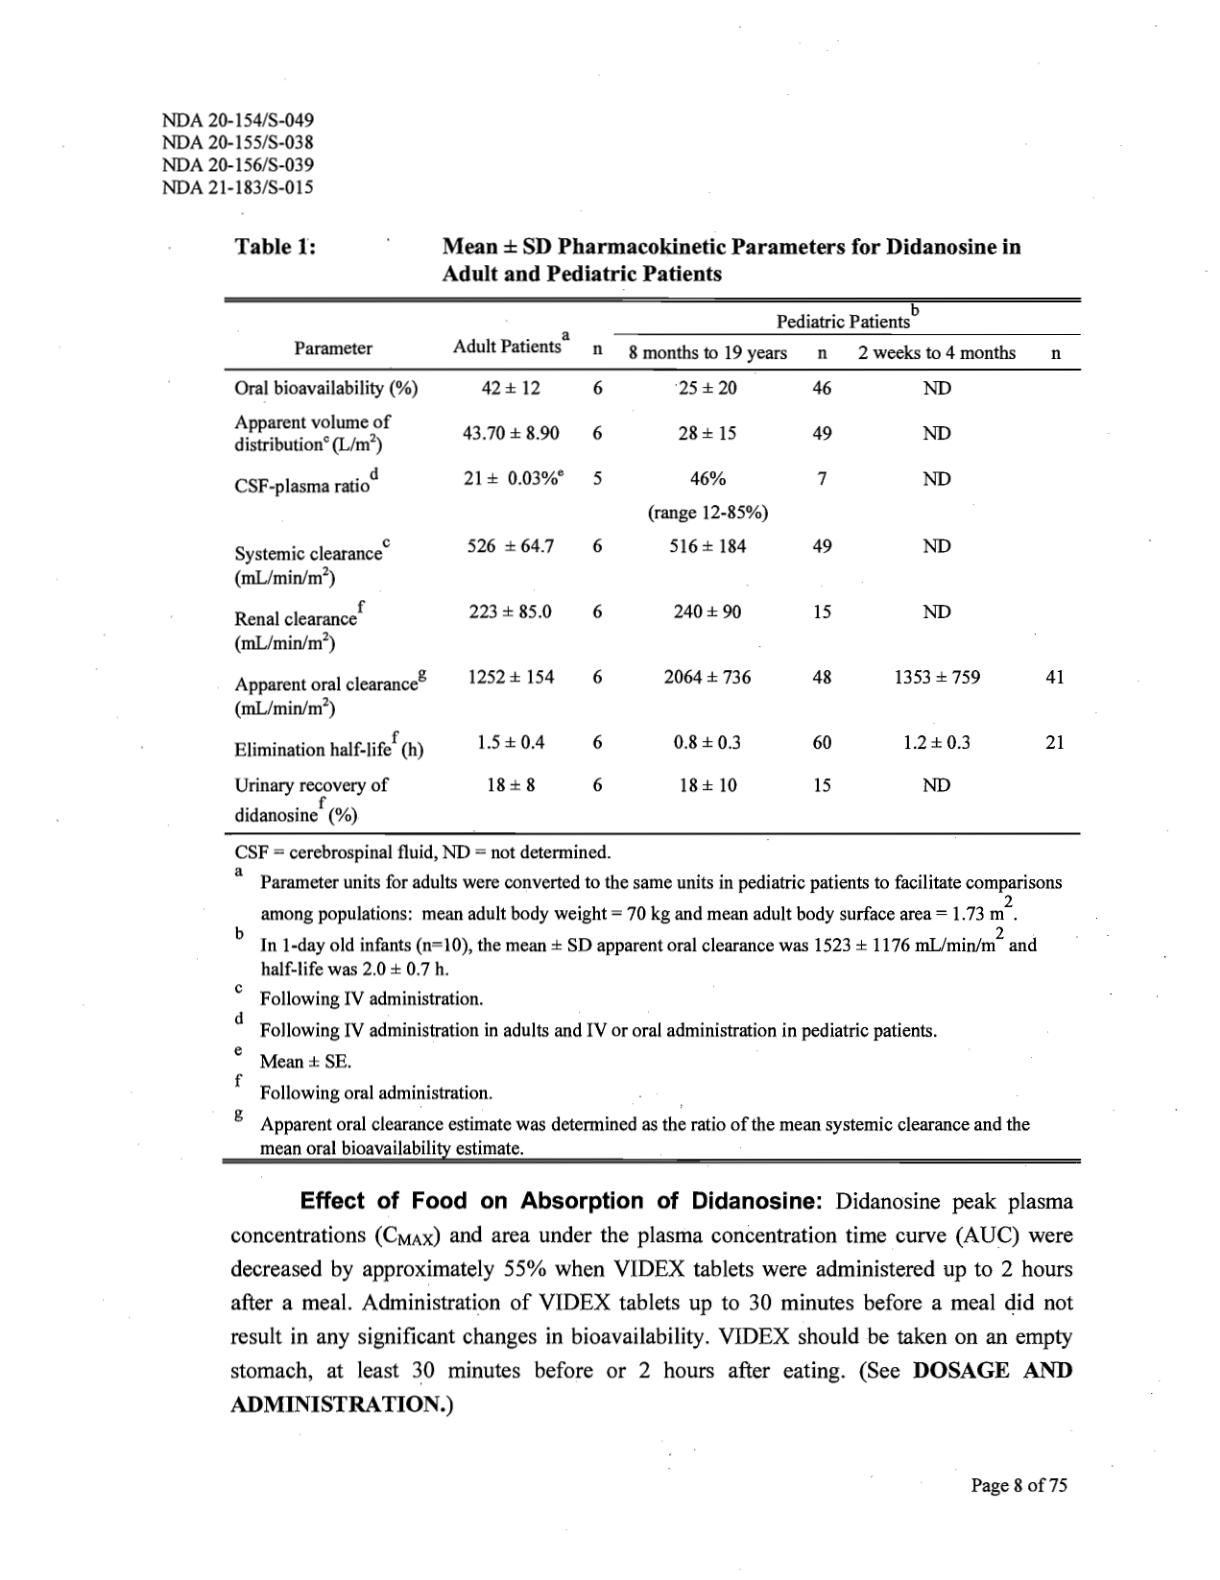 NDA 20-154/S-049
NDA 20-155/S-038
NDA 20-156/S-039
NDA 21-183/S-015
Table 1: Mean ± SD Pharmacokinetic Parameters for Didanosine in
Adult and Pediatric Patients
Pediatric Patients^b
Parameter Adult Patients^a n 8 months to 19 years n 2 weeks to 4 months n
Oral bioavailability (%) 42 ± 12 6 25 ± 20 46 ND
Apparent volume of
distribution^c (L/m²) 43.70 ± 8.90 6 28 ± 15 49 ND
CSF-plasma ratio^d 21 ± 0.03%^e 5 46% 7 ND
(range 12-85%)
Systemic clearance^c 526 ± 64.7 6 516 ± 184 49 ND
(mL/min/m²)
Renal clearance^f 223 ± 85.0 6 240 ± 90 15 ND
(mL/min/m²)
Apparent oral clearance^g 1252 ± 154 6 2064 ± 736 48 1353 ± 759 41
(mL/min/m²)
Elimination half-life^f (h) 1.5 ± 0.4 6 0.8 ± 0.3 60 1.2 ± 0.3 21
Urinary recovery of 18 ± 8 6 18 ± 10 15 ND
didanosine^f (%)
CSF = cerebrospinal fluid, ND = not determined.
a Parameter units for adults were converted to the same units in pediatric patients to facilitate comparisons
among populations: mean adult body weight = 70 kg and mean adult body surface area = 1.73 m².
b In 1-day old infants (n=10), the mean ± SD apparent oral clearance was 1523 ± 1176 mL/min/m² and
half-life was 2.0 ± 0.7 h.
c Following IV administration.
d Following IV administration in adults and IV or oral administration in pediatric patients.
e Mean ± SE.
f Following oral administration.
g Apparent oral clearance estimate was determined as the ratio of the mean systemic clearance and the
mean oral bioavailability estimate.
Effect of Food on Absorption of Didanosine: Didanosine peak plasma
concentrations (CMAX) and area under the plasma concentration time curve (AUC) were
decreased by approximately 55% when VIDEX tablets were administered up to 2 hours
after a meal. Administration of VIDEX tablets up to 30 minutes before a meal did not
result in any significant changes in bioavailability. VIDEX should be taken on an empty
stomach, at least 30 minutes before or 2 hours after eating. (See DOSAGE AND
ADMINISTRATION.)
Page 8 of 75